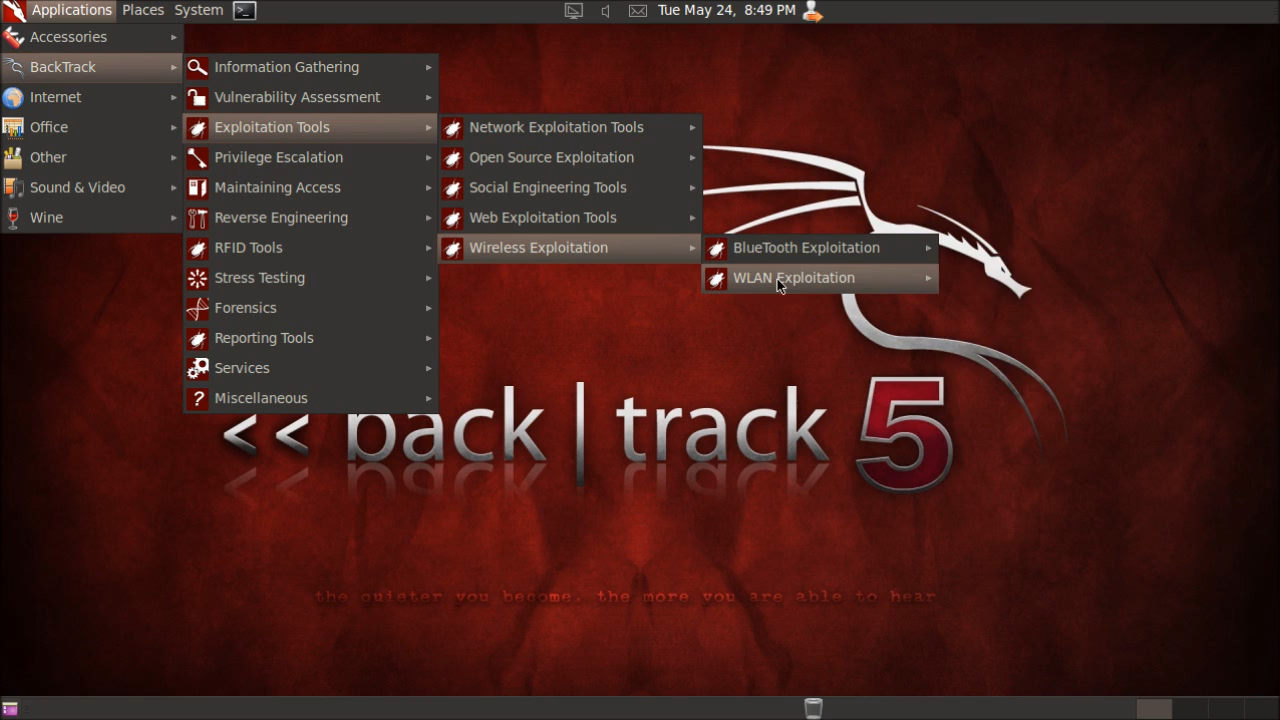 Applications Places System Tue May 24, 8:49 PM
Accessories
BackTrack
Internet
Office
Other
Sound & Video
Wine
Information Gathering
Vulnerability Assessment
Exploitation Tools
Privilege Escalation
Maintaining Access
Reverse Engineering
RFID Tools
Stress Testing
Forensics
Reporting Tools
Services
Miscellaneous
Network Exploitation Tools
Open Source Exploitation
Social Engineering Tools
Web Exploitation Tools
Wireless Exploitation
BlueTooth Exploitation
WLAN Exploitation
<< back | track 5
the quieter you become, the more you are able to hear